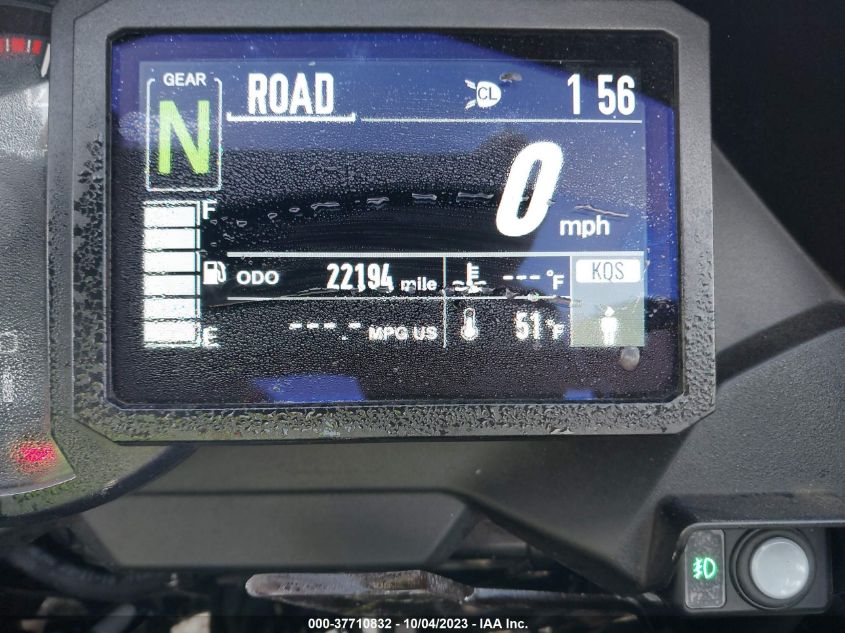 GEAR
N
ROAD
CL
1 56
0 mph
F
E
ODO 22194 mile
--- °F
KQS
---.- MPG US
51 °F
000-37710832 - 10/04/2023 - IAA Inc.